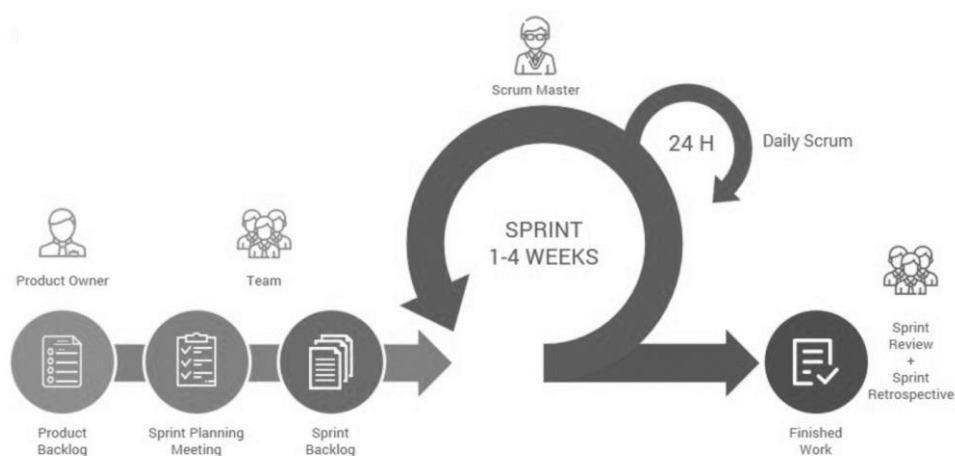 Scrum Master
24 H
Daily Scrum
SPRINT
1-4 WEEKS
Product Owner
Team
Product
Backlog
Sprint Planning
Meeting
Sprint
Backlog
Finished
Work
Sprint
Review
+
Sprint
Retrospective